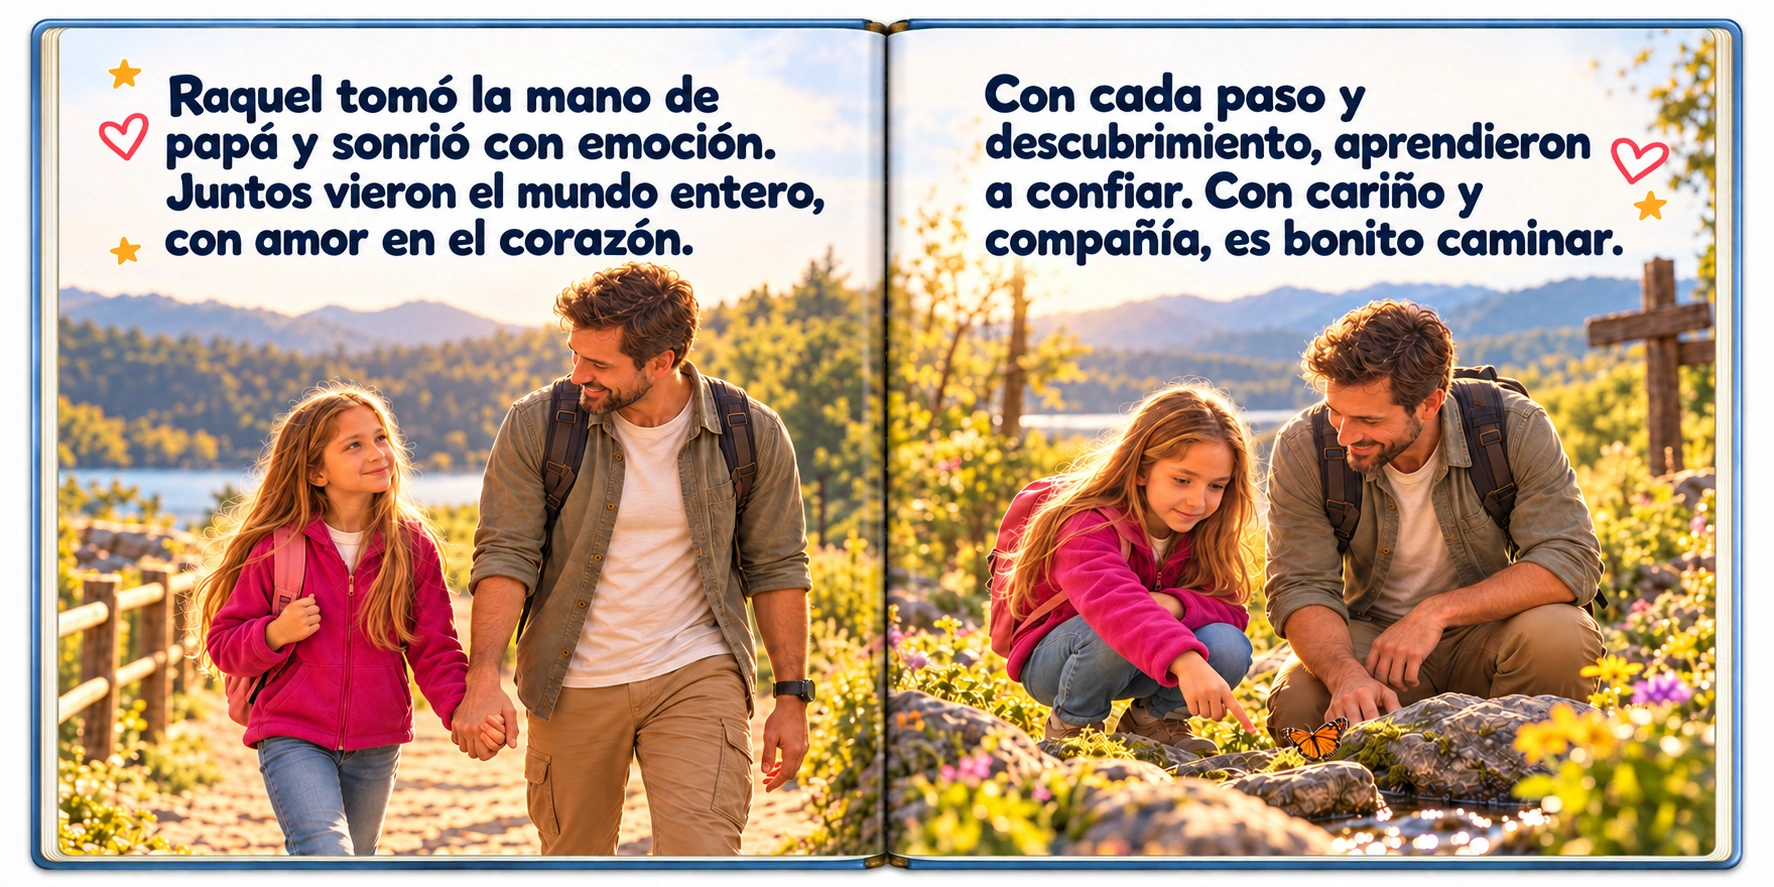 Raquel tomó la mano de
papá y sonrió con emoción.
Juntos vieron el mundo entero,
con amor en el corazón.
Con cada paso y
descubrimiento, aprendieron
a confiar. Con cariño y
compañía, es bonito caminar.